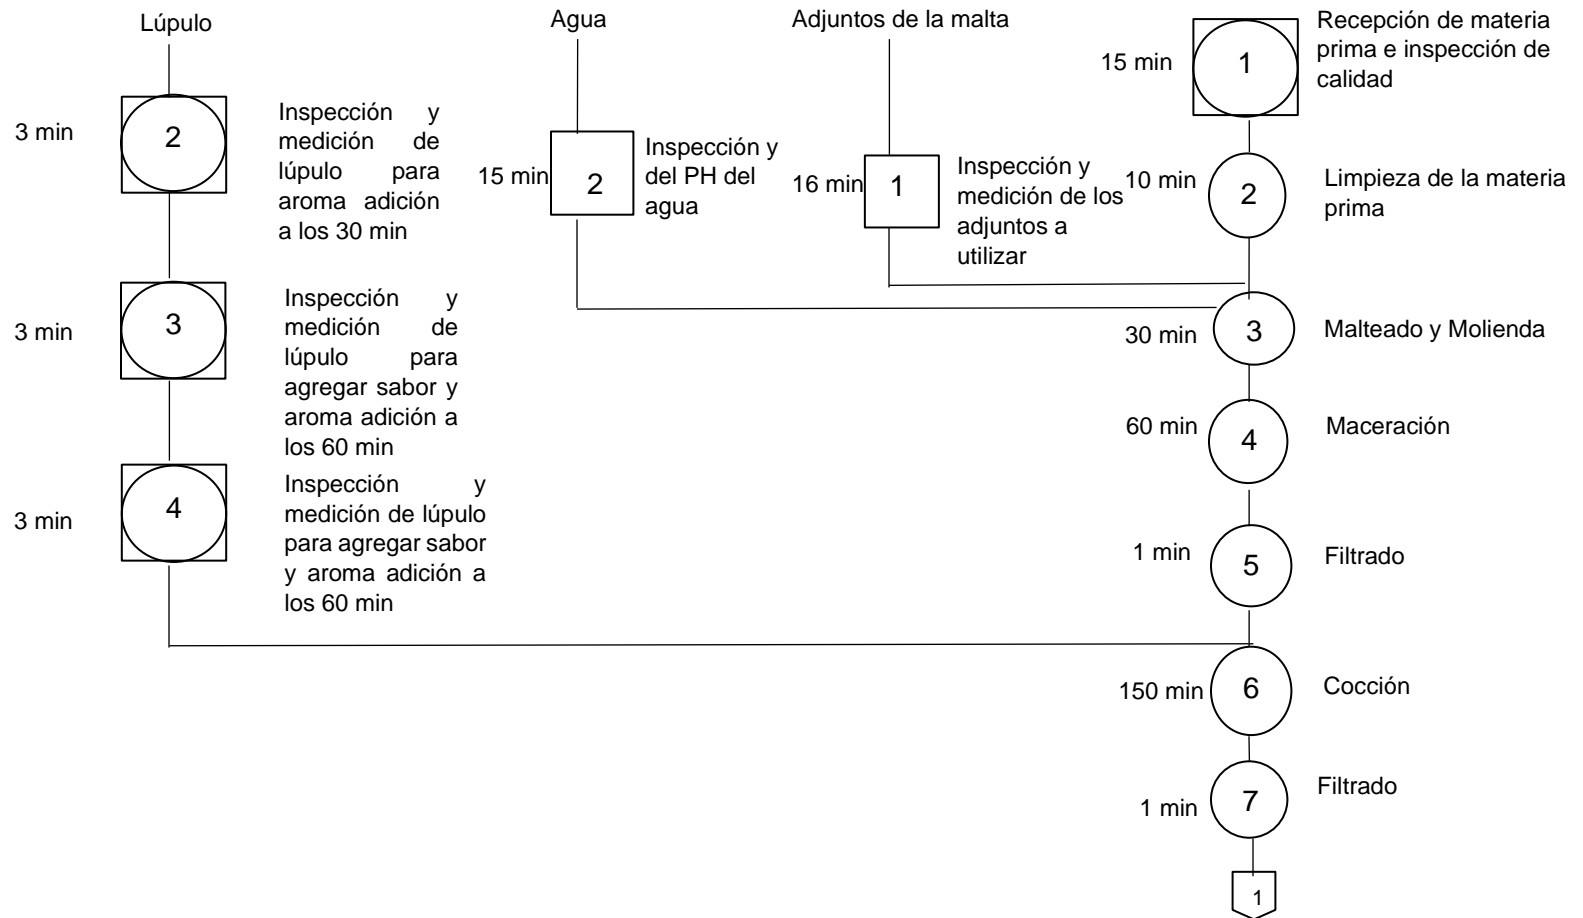 Lúpulo
3 min
2
Inspección y
medición de
lúpulo para
aroma adición
a los 30 min
3 min
3
Inspección y
medición de
lúpulo para
agregar sabor y
aroma adición a
los 60 min
3 min
4
Inspección y
medición de lúpulo
para agregar sabor
y aroma adición a
los 60 min
Agua
15 min
2
Inspección y
del PH del
agua
Adjuntos de la malta
16 min
1
Inspección y
medición de los
adjuntos a
utilizar
15 min
1
Recepción de materia
prima e inspección de
calidad
10 min
2
Limpieza de la materia
prima
30 min
3
Malteado y Molienda
60 min
4
Maceración
1 min
5
Filtrado
150 min
6
Cocción
1 min
7
Filtrado
1